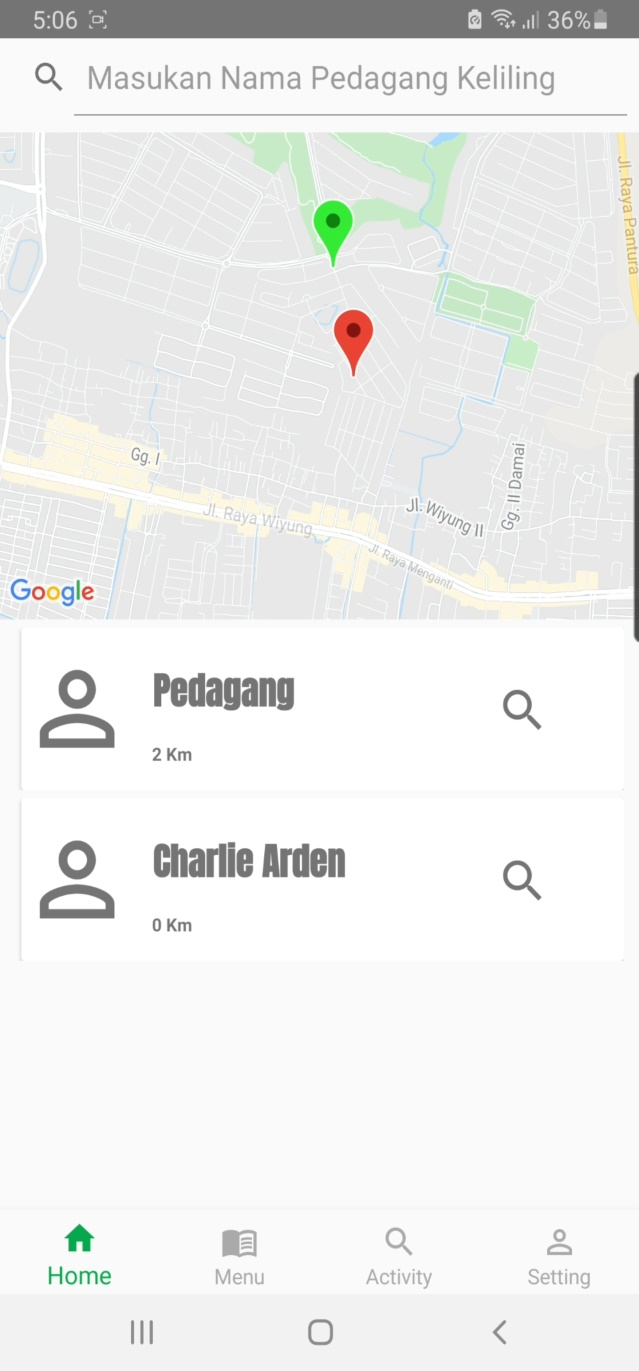 5:06
36%
Masukan Nama Pedagang Keliling
Jl. Raya Pantura
Gg. I
Jl. Raya Wiyung
Jl. Wiyung II
Gg. II Damai
Jl. Raya Menganti
Google
Pedagang
2 Km
Charlie Arden
0 Km
Home
Menu
Activity
Setting